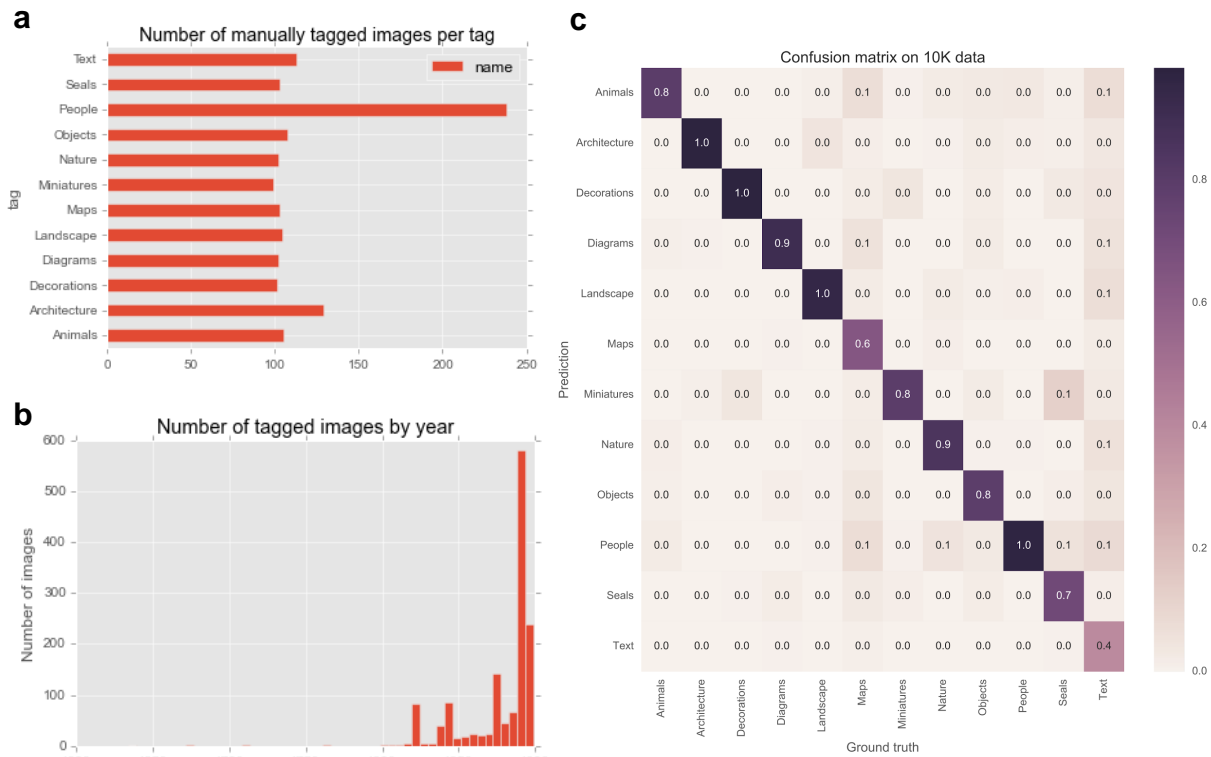 a
Number of manually tagged images per tag
name
Text
Seals
People
Objects
Nature
Miniatures
Maps
Landscape
Diagrams
Decorations
Architecture
Animals
tag
0 50 100 150 200 250
b
Number of tagged images by year
600
500
400
300
200
100
0
Number of images
c
Confusion matrix on 10K data
Animals 0.8 0.0 0.0 0.0 0.0 0.1 0.0 0.0 0.0 0.0 0.0 0.1
Architecture 0.0 1.0 0.0 0.0 0.0 0.0 0.0 0.0 0.0 0.0 0.0 0.0
Decorations 0.0 0.0 1.0 0.0 0.0 0.0 0.0 0.0 0.0 0.0 0.0 0.0
Diagrams 0.0 0.0 0.0 0.9 0.0 0.1 0.0 0.0 0.0 0.0 0.0 0.1
Landscape 0.0 0.0 0.0 0.0 1.0 0.0 0.0 0.0 0.0 0.0 0.0 0.1
Maps 0.0 0.0 0.0 0.0 0.0 0.6 0.0 0.0 0.0 0.0 0.0 0.0
Miniatures 0.0 0.0 0.0 0.0 0.0 0.0 0.8 0.0 0.0 0.0 0.1 0.0
Nature 0.0 0.0 0.0 0.0 0.0 0.0 0.0 0.9 0.0 0.0 0.0 0.1
Objects 0.0 0.0 0.0 0.0 0.0 0.0 0.0 0.0 0.8 0.0 0.0 0.0
People 0.0 0.0 0.0 0.0 0.0 0.1 0.0 0.1 0.0 1.0 0.1 0.1
Seals 0.0 0.0 0.0 0.0 0.0 0.0 0.0 0.0 0.0 0.0 0.7 0.0
Text 0.0 0.0 0.0 0.0 0.0 0.0 0.0 0.0 0.0 0.0 0.0 0.4
Prediction
Animals
Architecture
Decorations
Diagrams
Landscape
Maps
Miniatures
Nature
Objects
People
Seals
Text
Ground truth
0.8
0.6
0.4
0.2
0.0